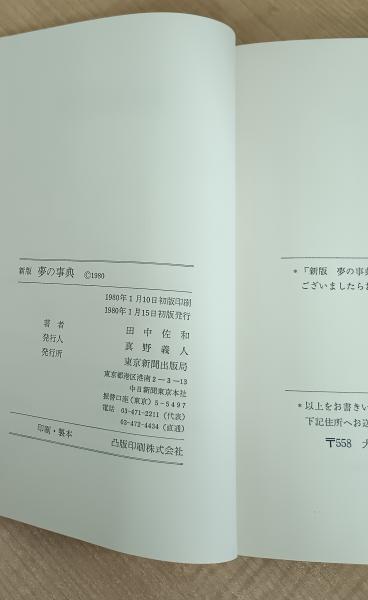 新版 夢の事典 ©1980
1980年1月10日初版印刷
1980年1月15日初版発行
著者 田中佐和
発行人 真野義人
発行所 東京新聞出版局
東京都港区港南2-3-13
中日新聞東京本社
振替口座(東京)5-5497
電話 03-471-2211(代表)
03-472-4434(直通)
印刷・製本 凸版印刷株式会社
*「新版 夢の事典
ございましたらお
*以上をお書きい
下記住所へお送
〒558 大